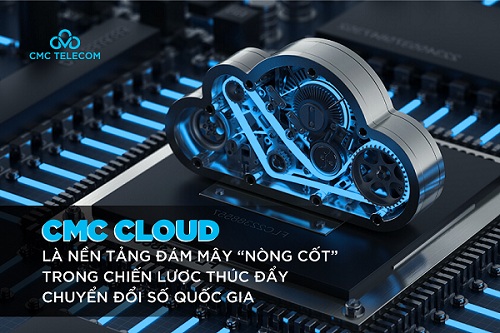 CMC TELECOM
CMC CLOUD
LÀ NỀN TẢNG ĐÁM MÂY “NÒNG CỐT”
TRONG CHIẾN LƯỢC THÚC ĐẨY
CHUYỂN ĐỔI SỐ QUỐC GIA